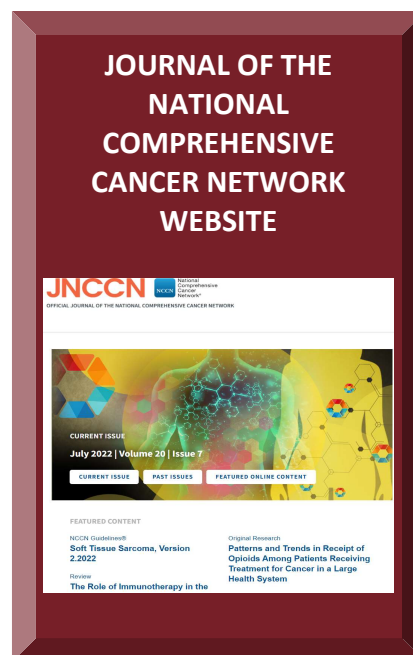 JOURNAL OF THE
NATIONAL
COMPREHENSIVE
CANCER NETWORK
WEBSITE
JNCCN
NCCN
National
Comprehensive
Cancer
Network®
OFFICIAL JOURNAL OF THE NATIONAL COMPREHENSIVE CANCER NETWORK
CURRENT ISSUE
July 2022 | Volume 20 | Issue 7
CURRENT ISSUE PAST ISSUES FEATURED ONLINE CONTENT
FEATURED CONTENT
NCCN Guidelines®
Soft Tissue Sarcoma, Version
2.2022
Review
The Role of Immunotherapy in the
Original Research
Patterns and Trends in Receipt of
Opioids Among Patients Receiving
Treatment for Cancer in a Large
Health System